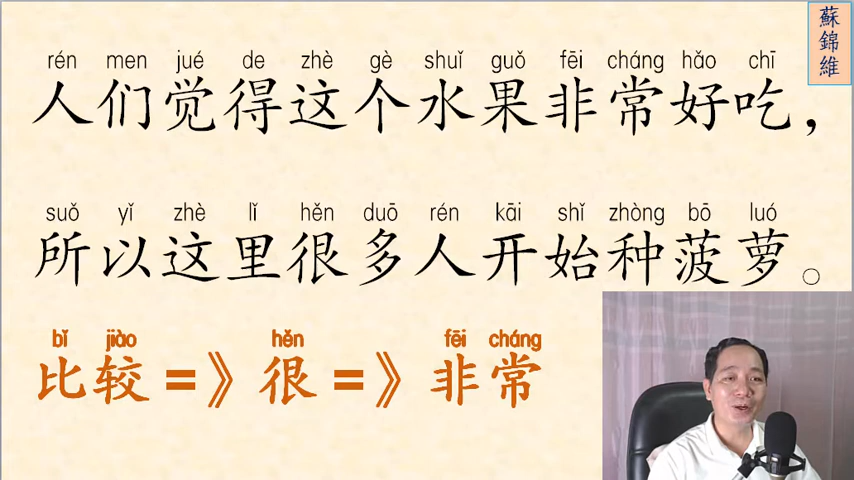 蘇錦維
rén men jué de zhè gè shuǐ guǒ fēi cháng hǎo chī
人们觉得这个水果非常好吃，
suǒ yǐ zhè lǐ hěn duō rén kāi shǐ zhòng bō luó
所以这里很多人开始种菠萝。
bǐ jiào hěn fēi cháng
比较=》很=》非常